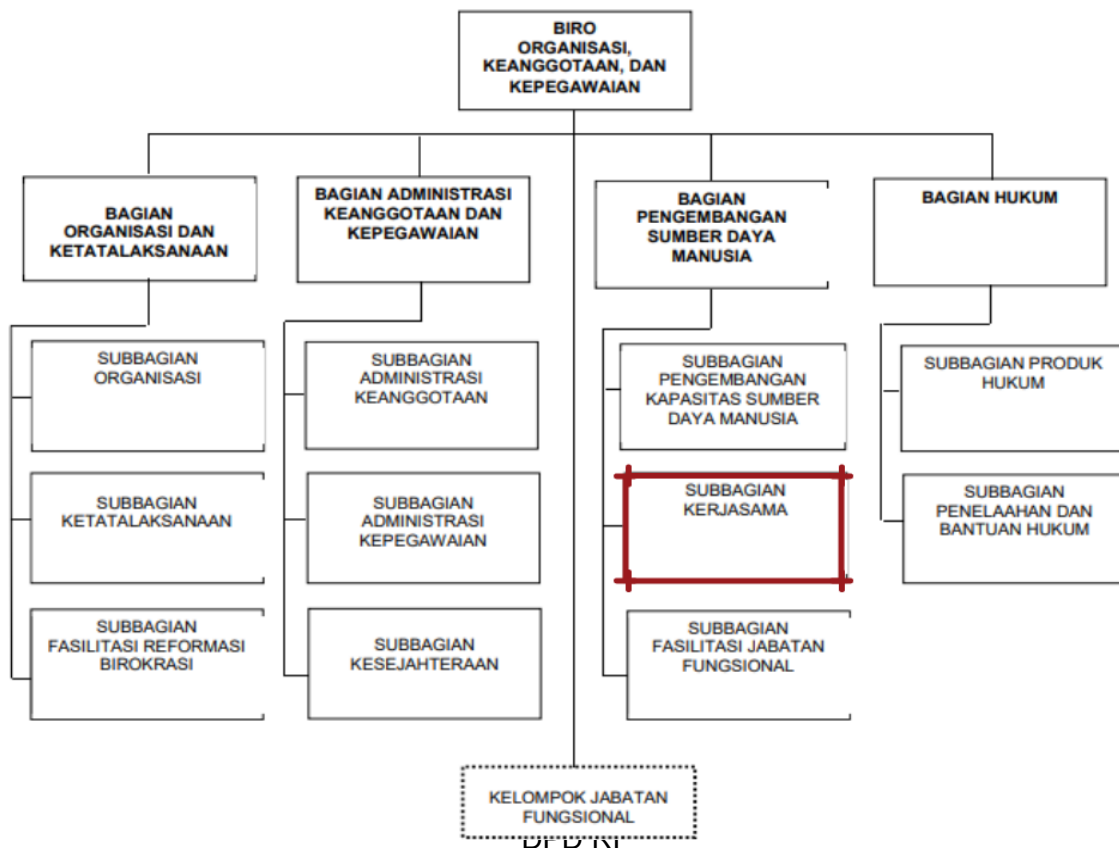 BIRO
ORGANISASI,
KEANGGOTAAN, DAN
KEPEGAWAIAN
BAGIAN
ORGANISASI DAN
KETATALAKSANAAN
BAGIAN ADMINISTRASI
KEANGGOTAAN DAN
KEPEGAWAIAN
BAGIAN
PENGEMBANGAN
SUMBER DAYA
MANUSIA
BAGIAN HUKUM
SUBBAGIAN
ORGANISASI
SUBBAGIAN
ADMINISTRASI
KEANGGOTAAN
SUBBAGIAN
PENGEMBANGAN
KAPASITAS SUMBER
DAYA MANUSIA
SUBBAGIAN PRODUK
HUKUM
SUBBAGIAN
KETATALAKSANAAN
SUBBAGIAN
ADMINISTRASI
KEPEGAWAIAN
SUBBAGIAN
KERJASAMA
SUBBAGIAN
PENELAAHAN DAN
BANTUAN HUKUM
SUBBAGIAN
FASILITASI REFORMASI
BIROKRASI
SUBBAGIAN
KESEJAHTERAAN
SUBBAGIAN
FASILITASI JABATAN
FUNGSIONAL
KELOMPOK JABATAN
FUNGSIONAL